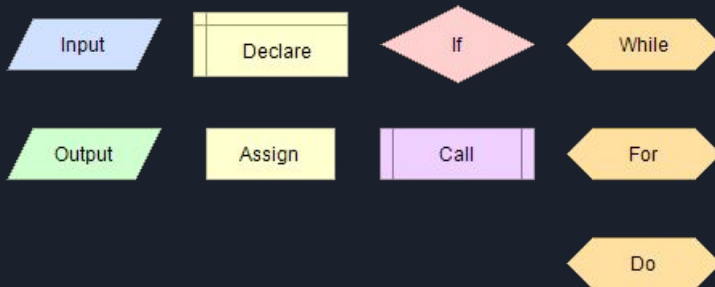 Input
Declare
If
While
Output
Assign
Call
For
Do